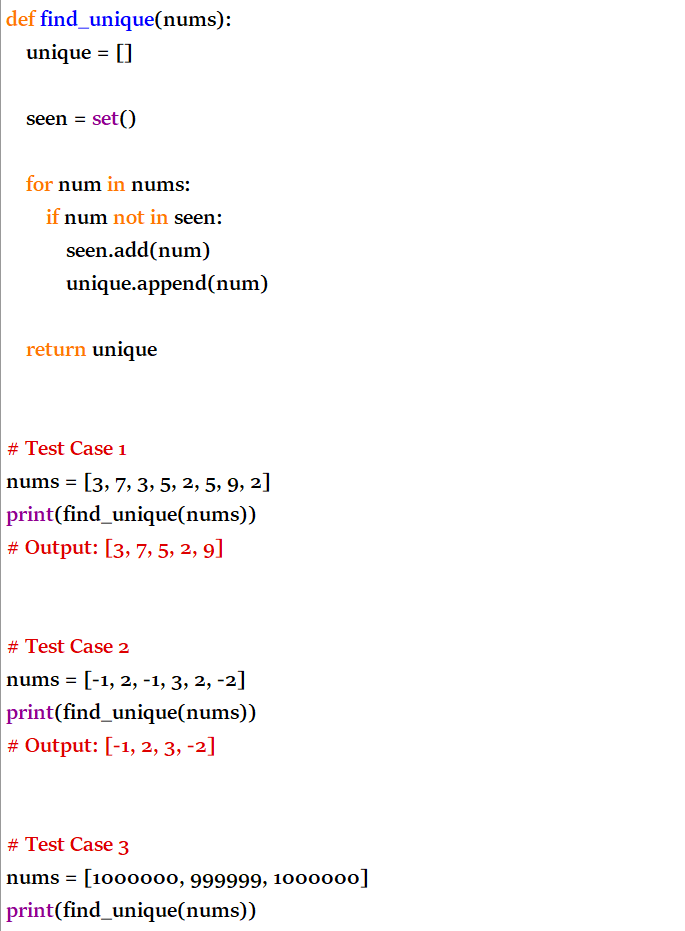 def find_unique(nums):
unique = []
seen = set()
for num in nums:
if num not in seen:
seen.add(num)
unique.append(num)
return unique
# Test Case 1
nums = [3, 7, 3, 5, 2, 5, 9, 2]
print(find_unique(nums))
# Output: [3, 7, 5, 2, 9]
# Test Case 2
nums = [-1, 2, -1, 3, 2, -2]
print(find_unique(nums))
# Output: [-1, 2, 3, -2]
# Test Case 3
nums = [1000000, 999999, 1000000]
print(find_unique(nums))